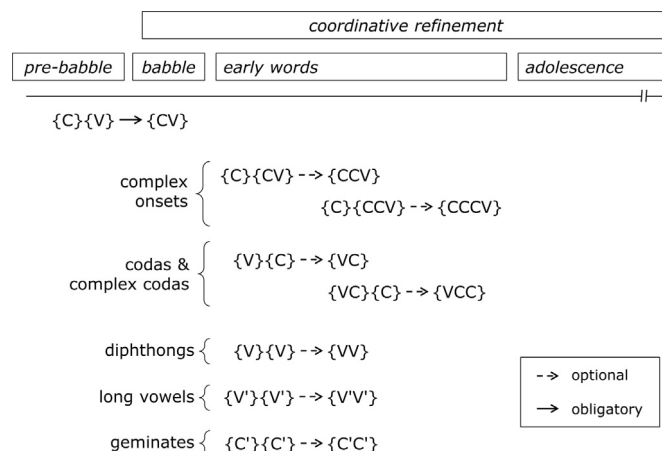 coordinative refinement
pre-babble babble early words adolescence
{C}{V} → {CV}
complex onsets {C}{CV} ⇢ {CCV}
{C}{CCV} ⇢ {CCCV}
codas & complex codas {V}{C} ⇢ {VC}
{VC}{C} ⇢ {VCC}
diphthongs {V}{V} ⇢ {VV}
long vowels {V'}{V'} ⇢ {V'V'}
geminates {C'}{C'} ⇢ {C'C'}
⇢ optional
→ obligatory